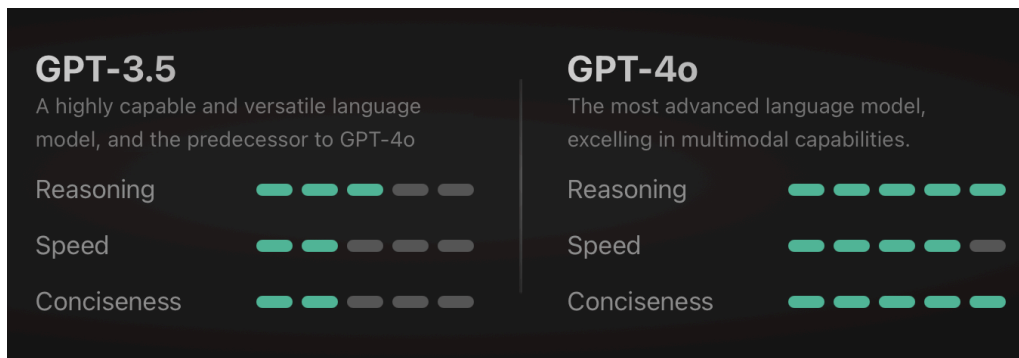 GPT-3.5
A highly capable and versatile language
model, and the predecessor to GPT-4o
Reasoning
Speed
Conciseness
GPT-4o
The most advanced language model,
excelling in multimodal capabilities.
Reasoning
Speed
Conciseness